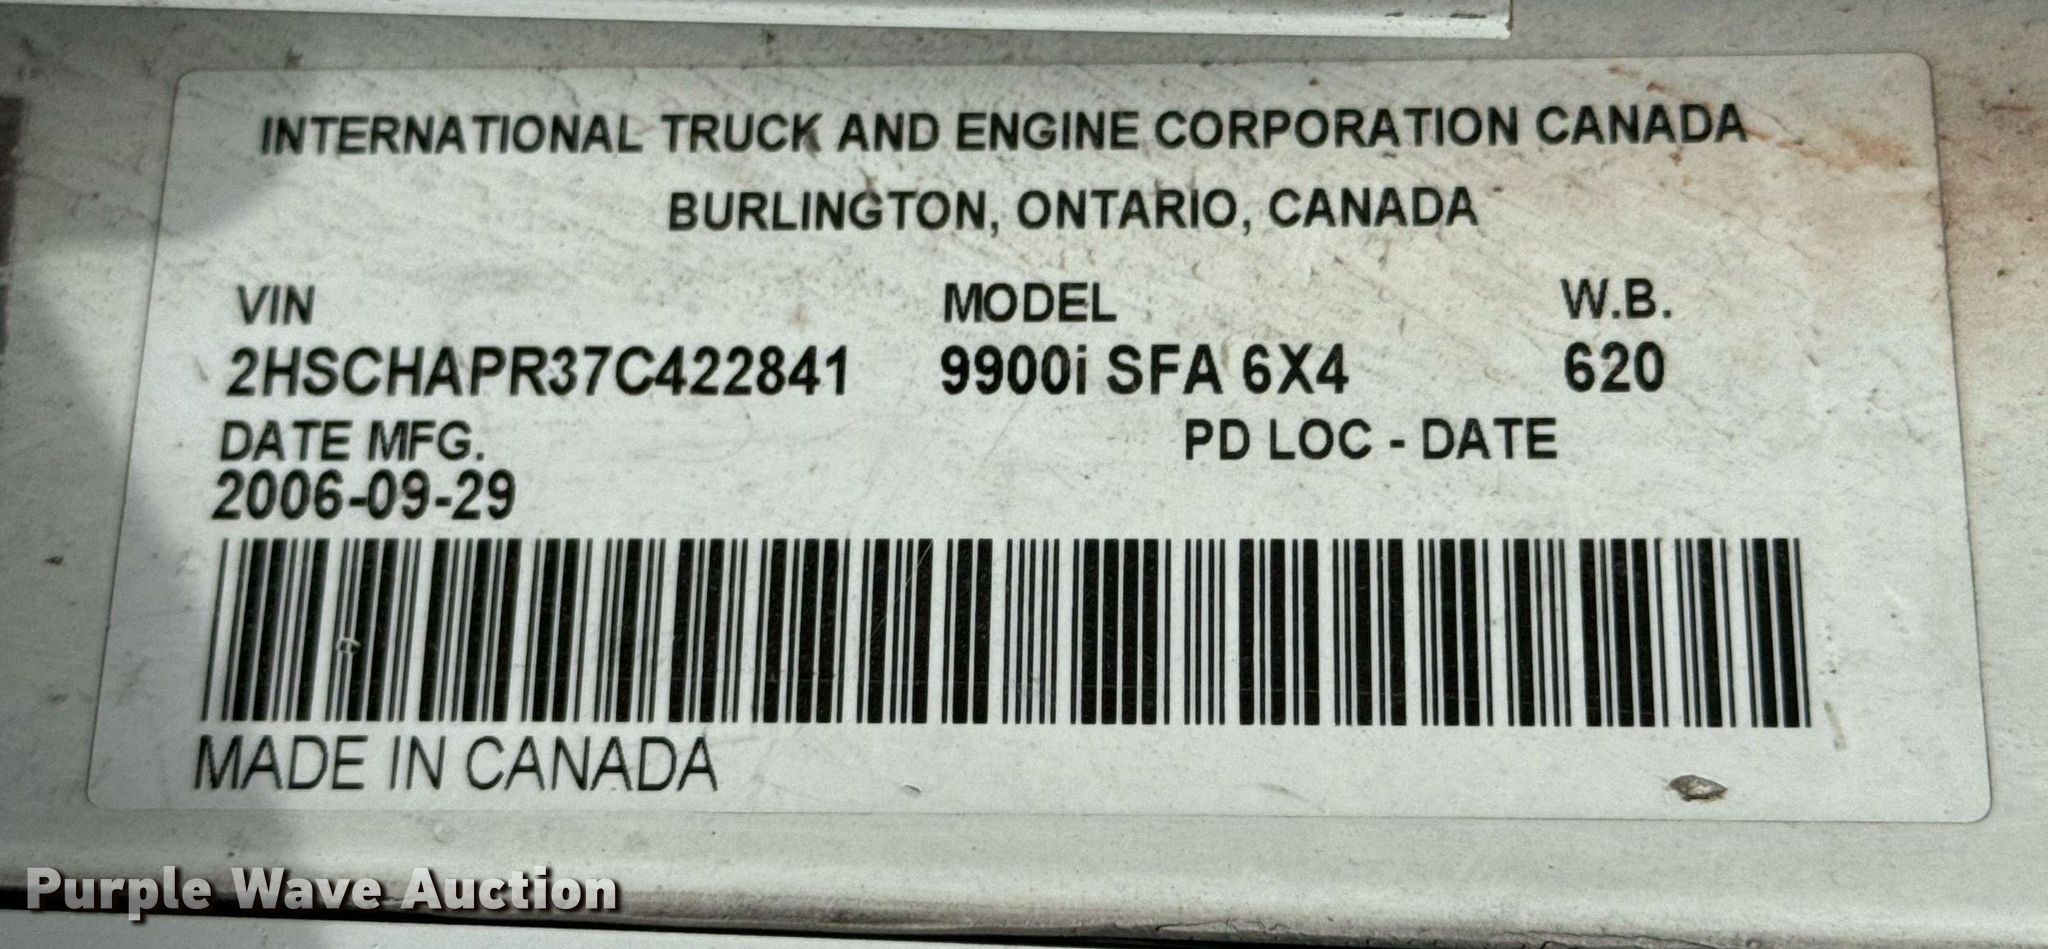 INTERNATIONAL TRUCK AND ENGINE CORPORATION CANADA
BURLINGTON, ONTARIO, CANADA
VIN MODEL W.B.
2HSCHAPR37C422841 9900i SFA 6X4 620
DATE MFG. PD LOC - DATE
2006-09-29
MADE IN CANADA
Purple Wave Auction